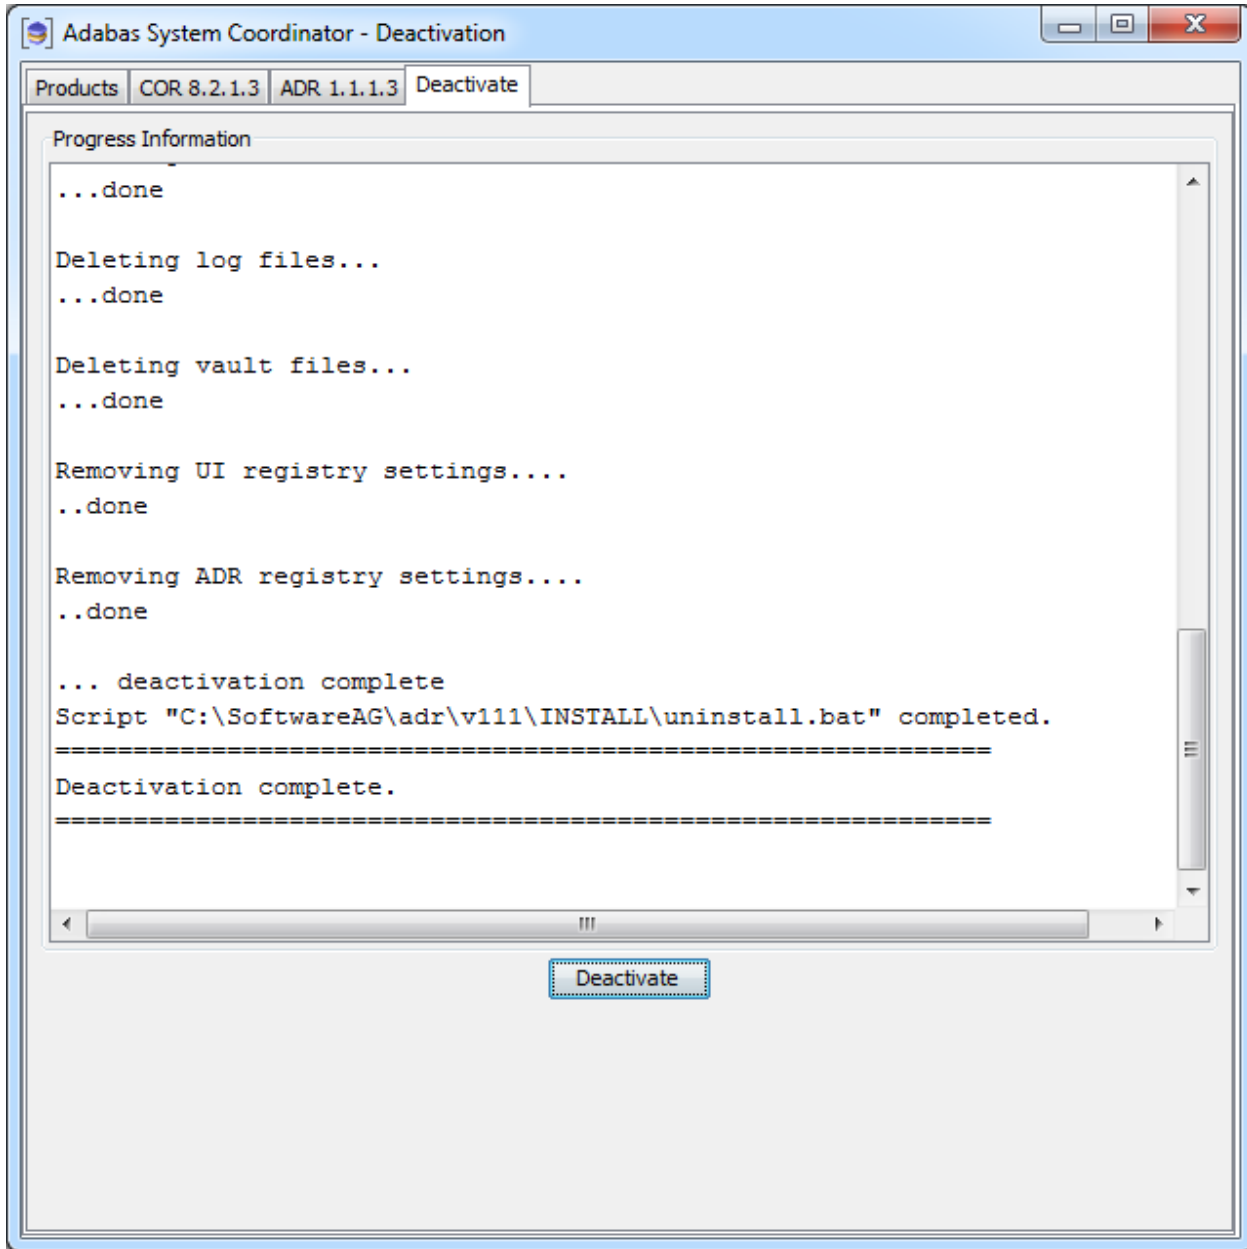 Adabas System Coordinator - Deactivation
Products COR 8.2.1.3 ADR 1.1.1.3 Deactivate
Progress Information
...done
Deleting log files...
...done
Deleting vault files...
...done
Removing UI registry settings....
..done
Removing ADR registry settings....
..done
... deactivation complete
Script "C:\SoftwareAG\adr\v111\INSTALL\uninstall.bat" completed.
============================================================
Deactivation complete.
============================================================
Deactivate